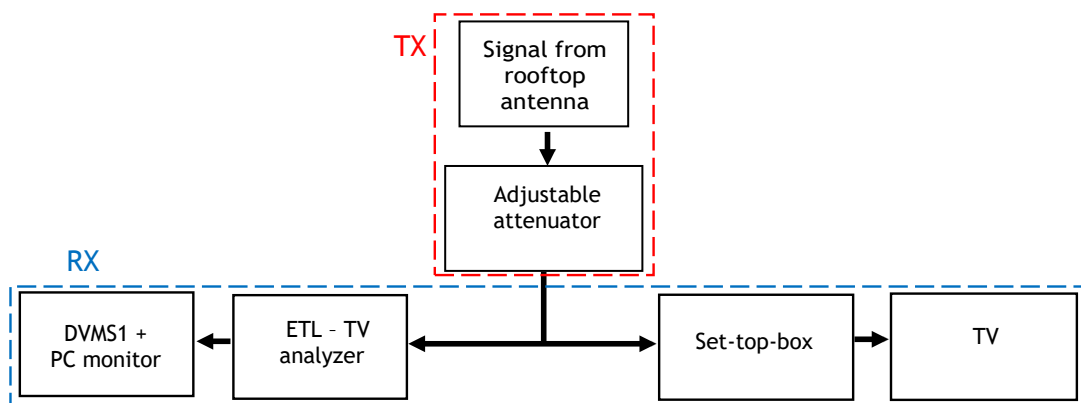 TX
Signal from
rooftop
antenna
Adjustable
attenuator
RX
DVMS1 +
PC monitor
ETL – TV
analyzer
Set-top-box
TV